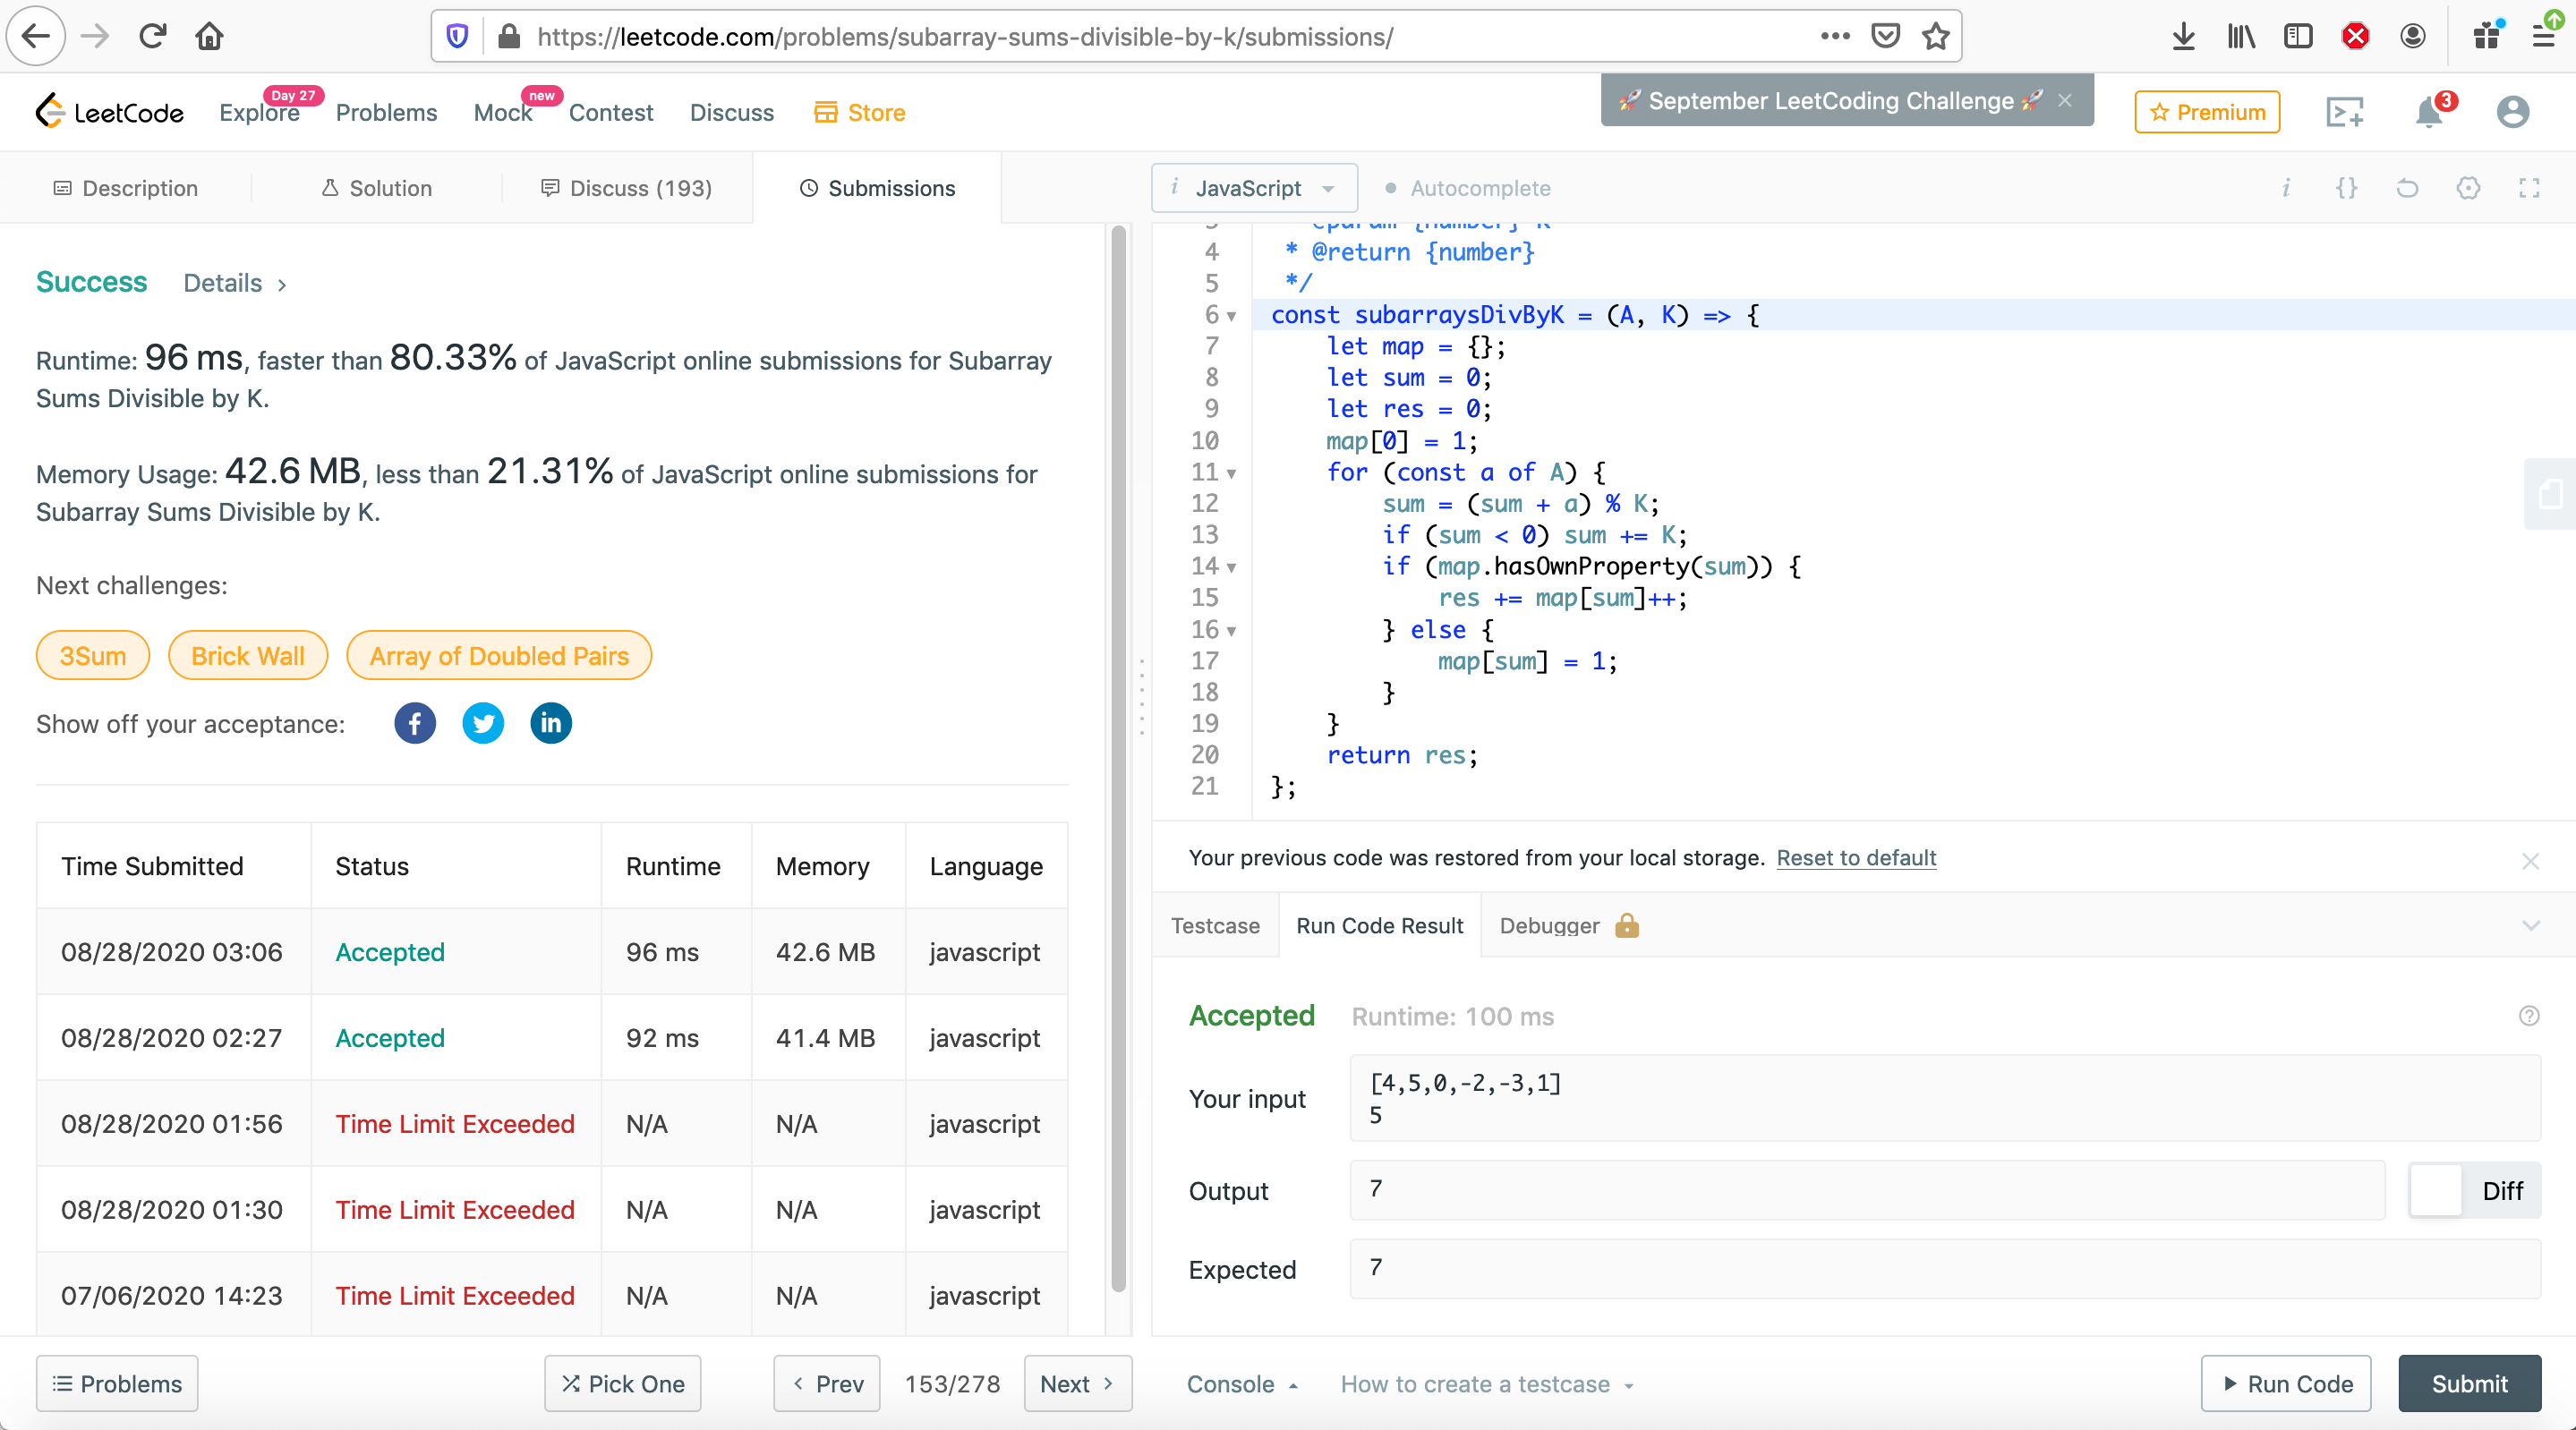 https://leetcode.com/problems/subarray-sums-divisible-by-k/submissions/
LeetCode
Explore
Day 27
Problems
Mock
new
Contest
Discuss
Store
🚀 September LeetCoding Challenge 🚀 ×
Premium
3
Description
Solution
Discuss (193)
Submissions
i JavaScript
Autocomplete
Success
Details >
Runtime: 96 ms, faster than 80.33% of JavaScript online submissions for Subarray
Sums Divisible by K.
Memory Usage: 42.6 MB, less than 21.31% of JavaScript online submissions for
Subarray Sums Divisible by K.
Next challenges:
3Sum
Brick Wall
Array of Doubled Pairs
Show off your acceptance:
Time Submitted Status Runtime Memory Language
08/28/2020 03:06 Accepted 96 ms 42.6 MB javascript
08/28/2020 02:27 Accepted 92 ms 41.4 MB javascript
08/28/2020 01:56 Time Limit Exceeded N/A N/A javascript
08/28/2020 01:30 Time Limit Exceeded N/A N/A javascript
07/06/2020 14:23 Time Limit Exceeded N/A N/A javascript
Problems
Pick One
< Prev
153/278
Next >
4 * @return {number}
5 */
6 const subarraysDivByK = (A, K) => {
7 let map = {};
8 let sum = 0;
9 let res = 0;
10 map[0] = 1;
11 for (const a of A) {
12 sum = (sum + a) % K;
13 if (sum < 0) sum += K;
14 if (map.hasOwnProperty(sum)) {
15 res += map[sum]++;
16 } else {
17 map[sum] = 1;
18 }
19 }
20 return res;
21 };
Your previous code was restored from your local storage. Reset to default
Testcase
Run Code Result
Debugger
Accepted
Runtime: 100 ms
Your input
[4,5,0,-2,-3,1]
5
Output
7
Diff
Expected
7
Console
How to create a testcase
Run Code
Submit